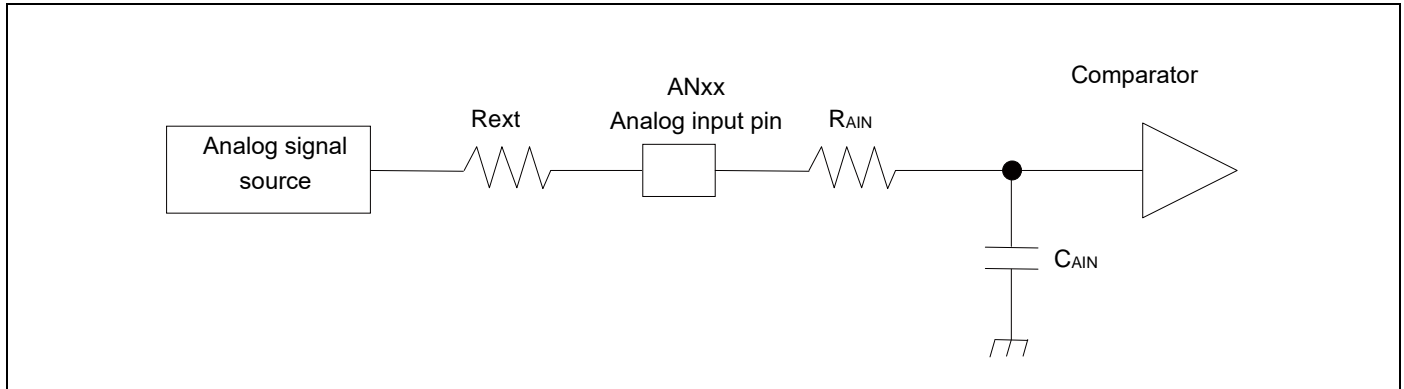 Comparator
ANxx
Analog input pin
Rext
RAIN
Analog signal
source
CAIN